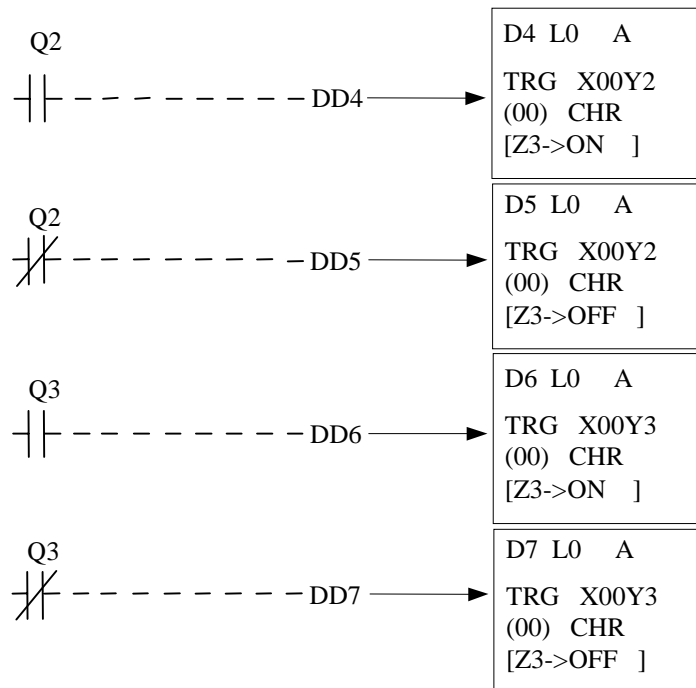 Q2
DD4
D4 L0 A
TRG X00Y2
(00) CHR
[Z3->ON ]
Q2
DD5
D5 L0 A
TRG X00Y2
(00) CHR
[Z3->OFF ]
Q3
DD6
D6 L0 A
TRG X00Y3
(00) CHR
[Z3->ON ]
Q3
DD7
D7 L0 A
TRG X00Y3
(00) CHR
[Z3->OFF ]